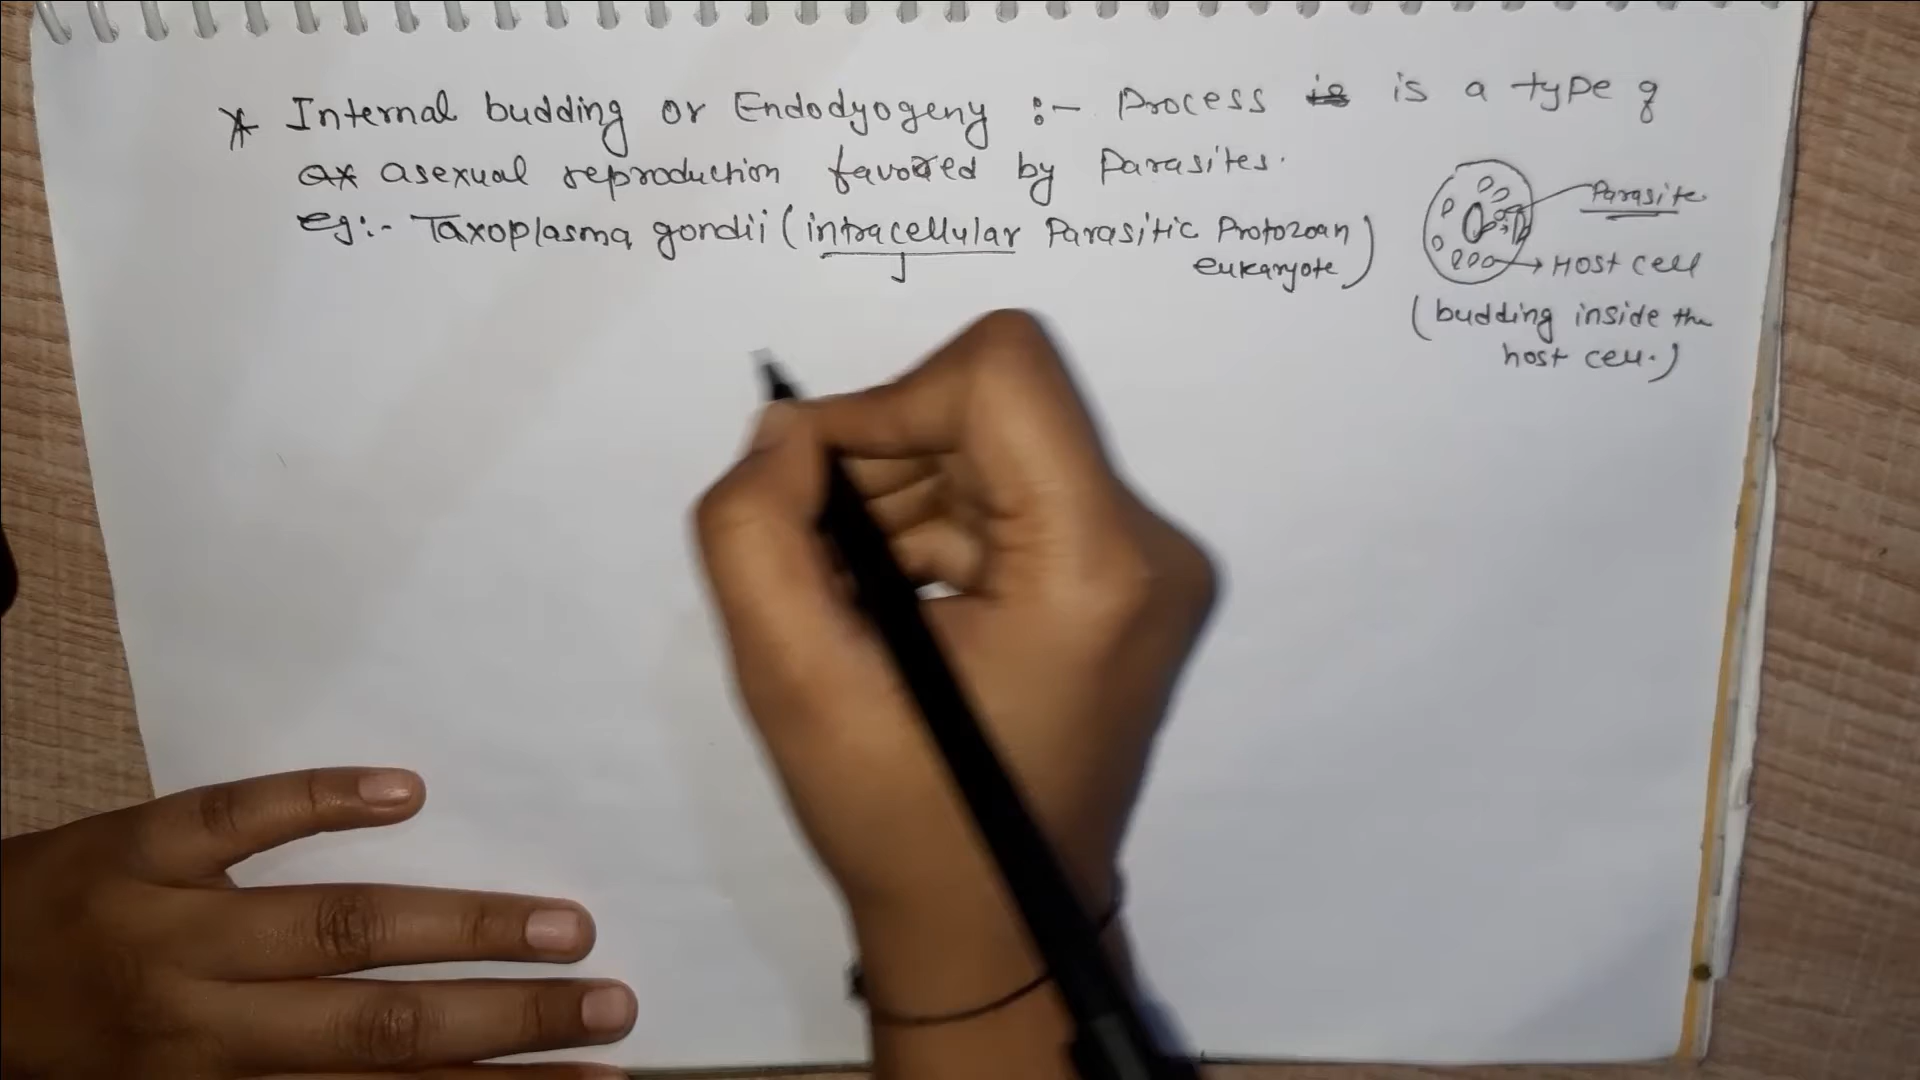 * Internal budding or Endodyogeny :- Process is is a type of
asexual reproduction favored by Parasites.
eg:- Taxoplasma gondii (intracellular Parasitic Protozoan
eukaryote)
Parasite
Host cell
(budding inside the
host cell.)